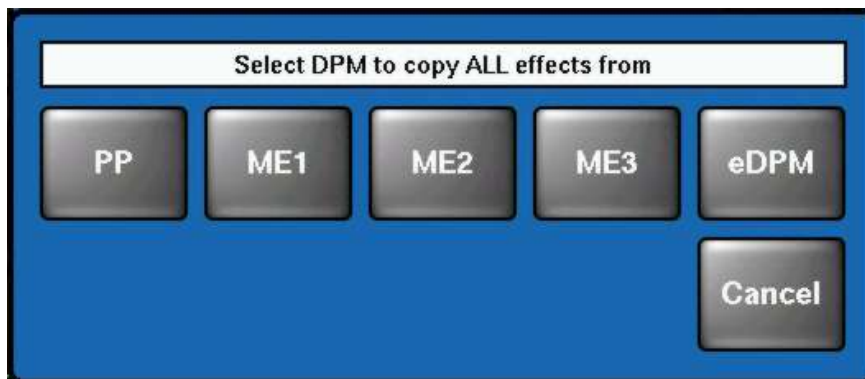 Select DPM to copy ALL effects from
PP ME1 ME2 ME3 eDPM
Cancel